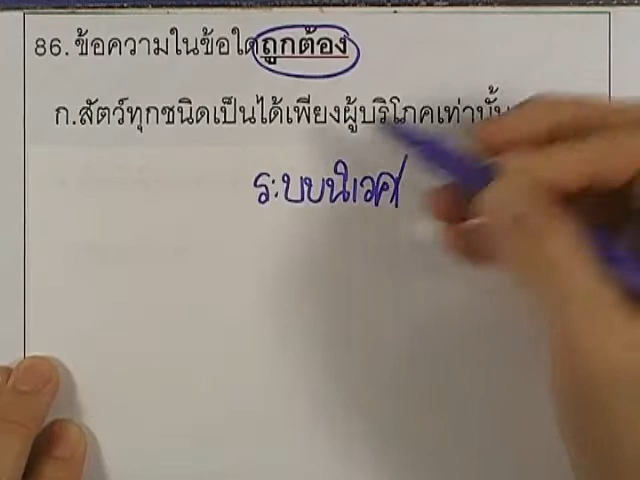 86. ข้อความในข้อใดถูกต้อง
ก.สัตว์ทุกชนิดเป็นได้เพียงผู้บริโภคเท่านั้น
ระบบนิเวศ